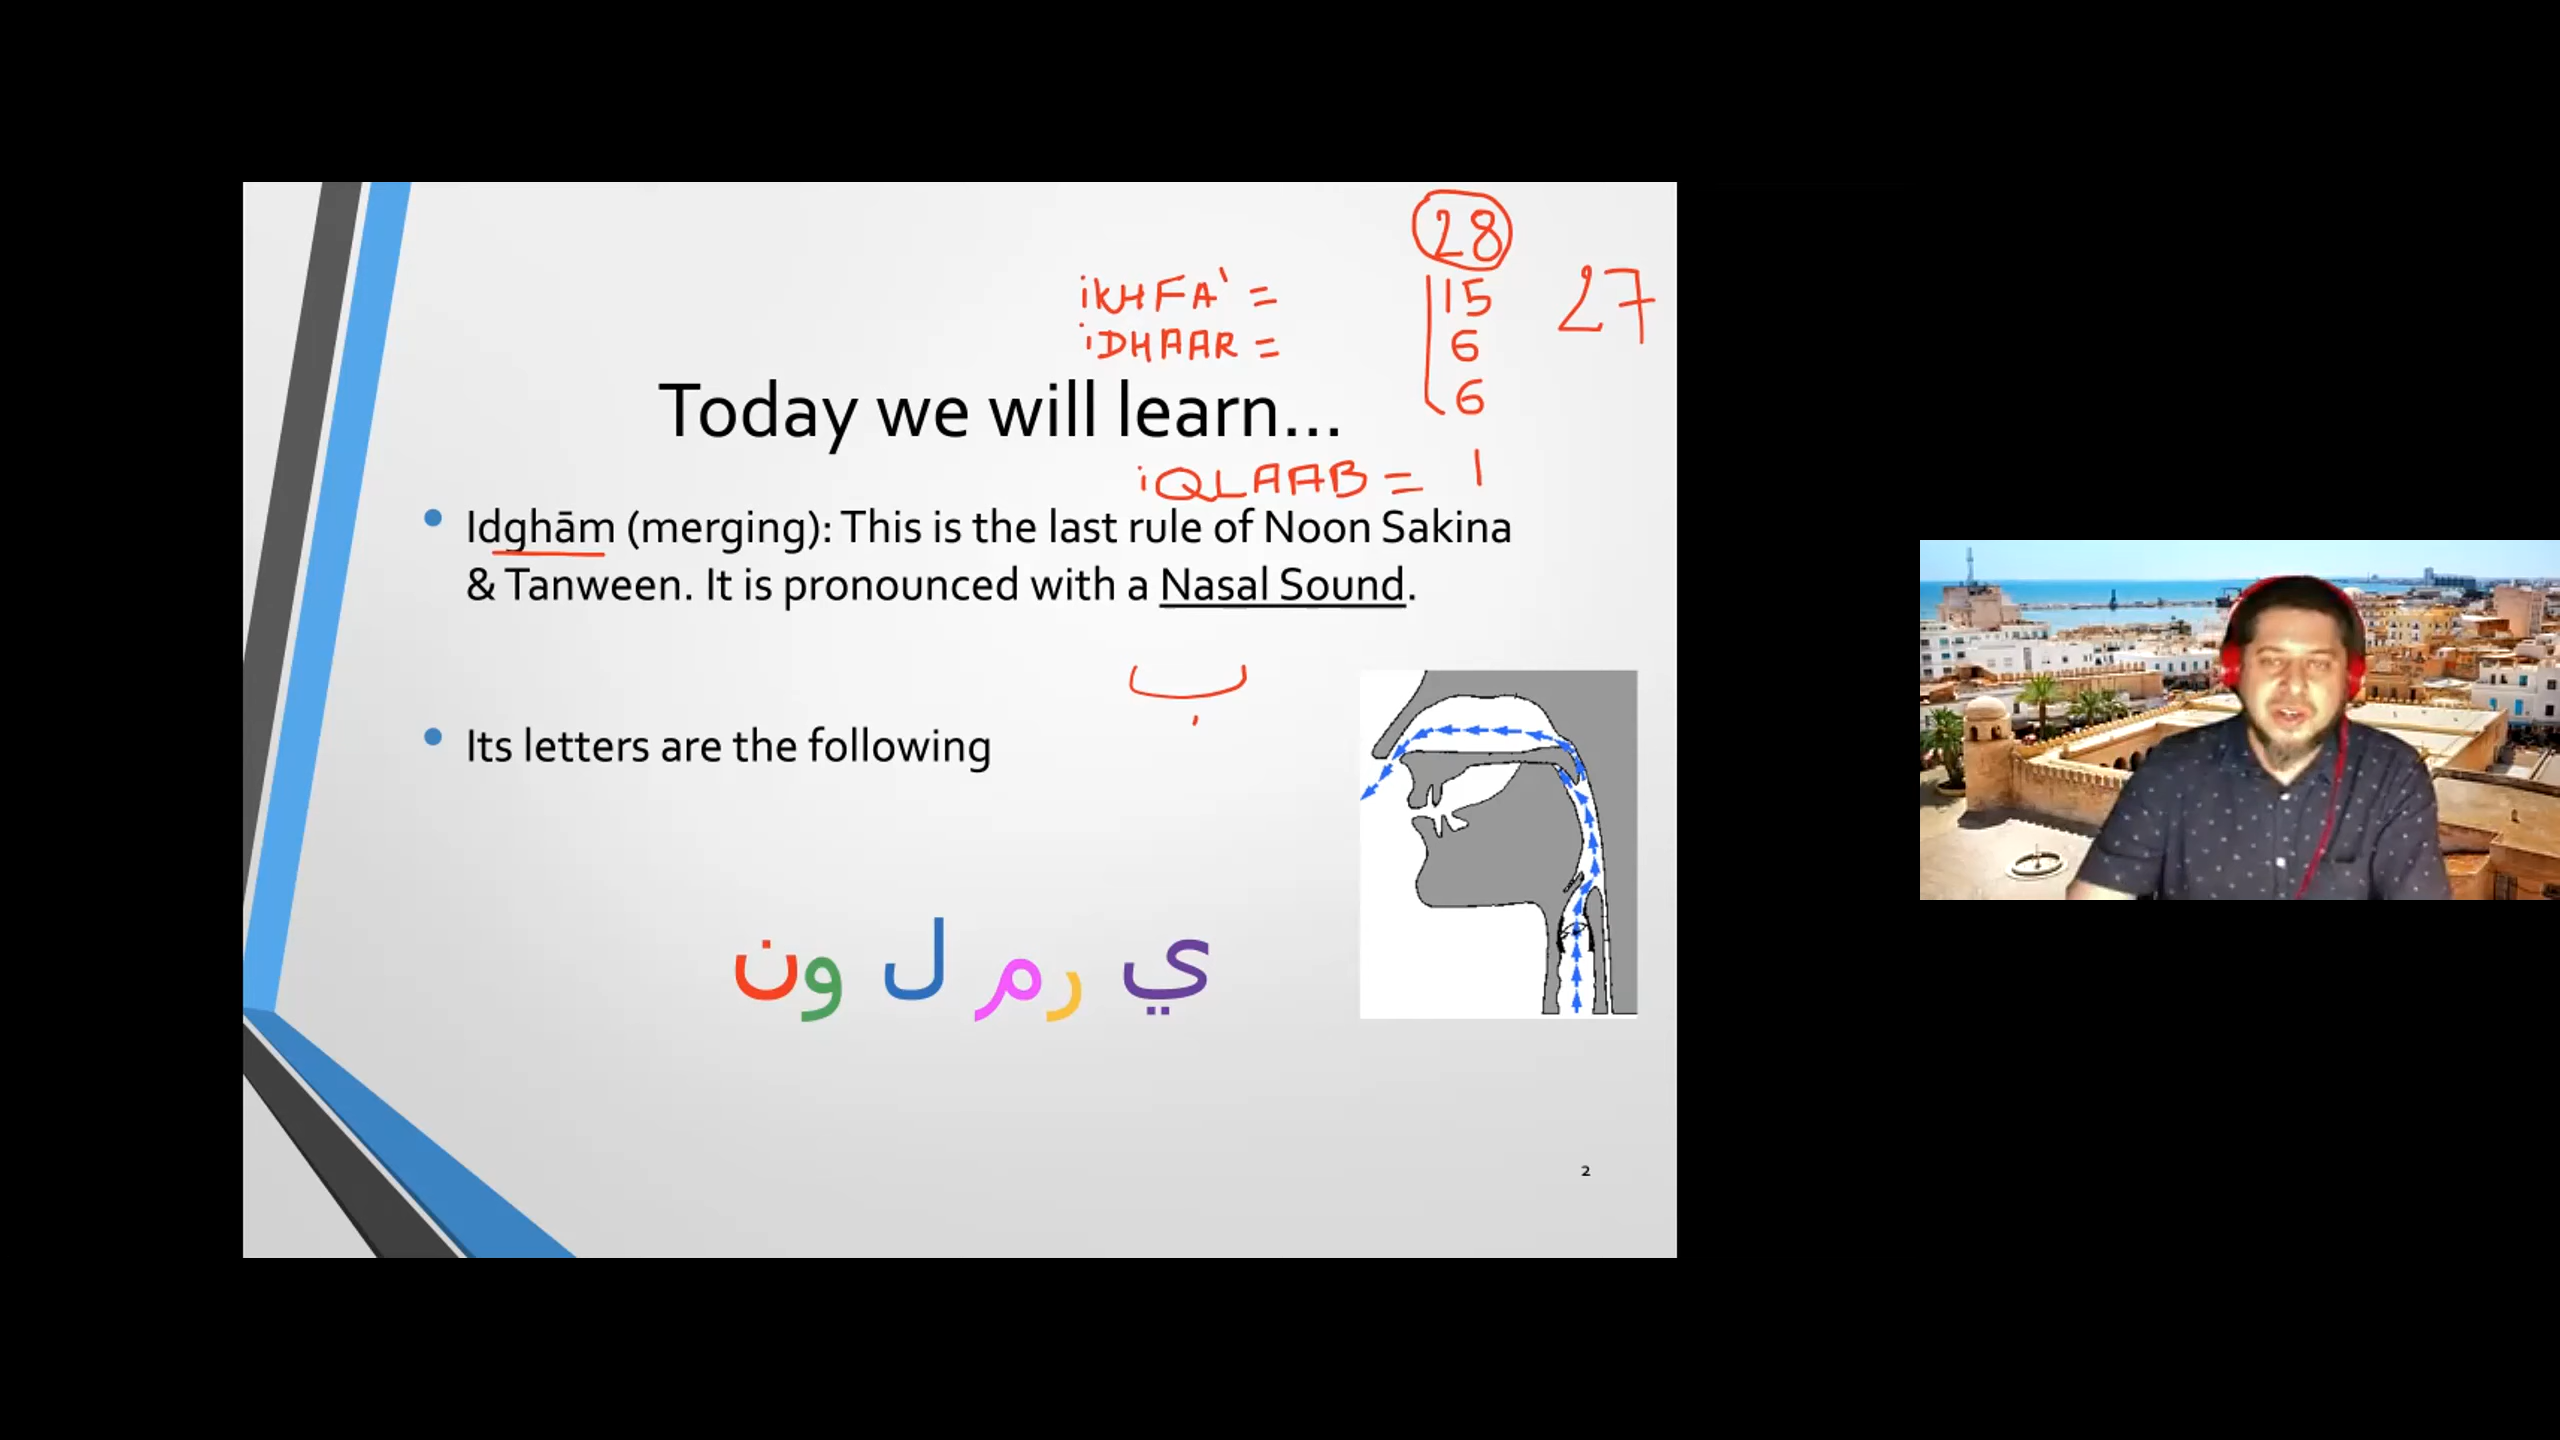 28
iKHFA' = 15 27
iDHAAR = 6
6
Today we will learn…
iQLAAB = 1
• Idghām (merging): This is the last rule of Noon Sakina
& Tanween. It is pronounced with a Nasal Sound.
ب
• Its letters are the following
ي ر م ل و ن
2